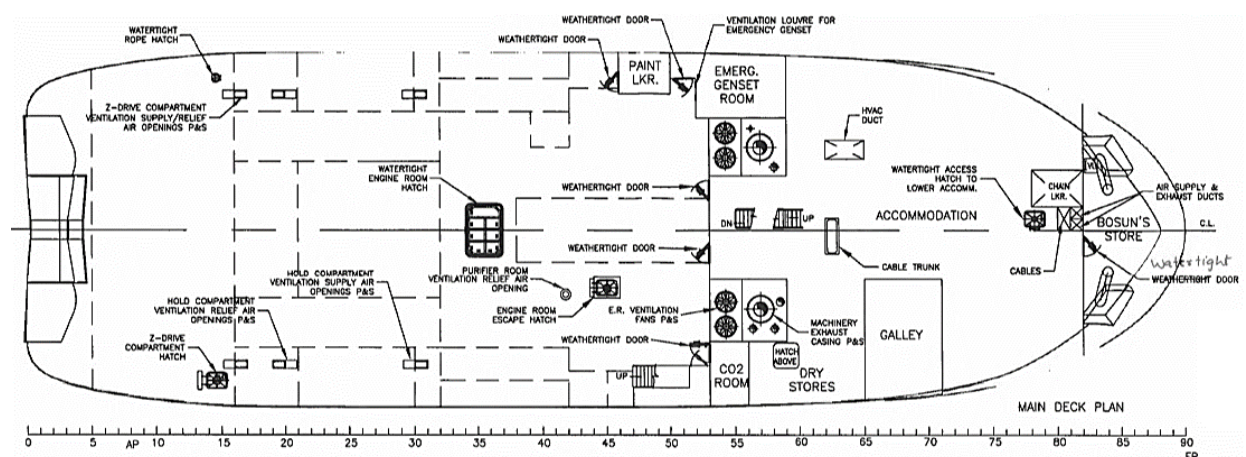 WEATHERTIGHT DOOR
WEATHERTIGHT DOOR
VENTILATION LOUVRE FOR
EMERGENCY GENSET
WATERTIGHT
ROPE HATCH
PAINT
LKR.
EMERG.
GENSET
ROOM
Z-DRIVE COMPARTMENT
VENTILATION SUPPLY/RELIEF
AIR OPENINGS P&S
HVAC
DUCT
WATERTIGHT
ENGINE ROOM
HATCH
WATERTIGHT ACCESS
HATCH TO
LOWER ACCOMM.
CHAIN
LKR.
AIR SUPPLY &
EXHAUST DUCTS
WEATHERTIGHT DOOR
DN
UP
ACCOMMODATION
BOSUN'S
STORE
C.L.
WEATHERTIGHT DOOR
CABLE TRUNK
CABLES
watertight
WEATHERTIGHT DOOR
HOLD COMPARTMENT
VENTILATION SUPPLY AIR
OPENINGS P&S
PURIFIER ROOM
VENTILATION RELIEF AIR
OPENING
HOLD COMPARTMENT
VENTILATION RELIEF AIR
OPENINGS P&S
ENGINE ROOM
ESCAPE HATCH
E.R. VENTILATION
FANS P&S
MACHINERY
EXHAUST
CASING P&S
GALLEY
Z-DRIVE
COMPARTMENT
HATCH
WEATHERTIGHT DOOR
HATCH
ABOVE
UP
CO2
ROOM
DRY
STORES
MAIN DECK PLAN
0 5 AP 10 15 20 25 30 35 40 45 50 55 60 65 70 75 80 85 90
FP